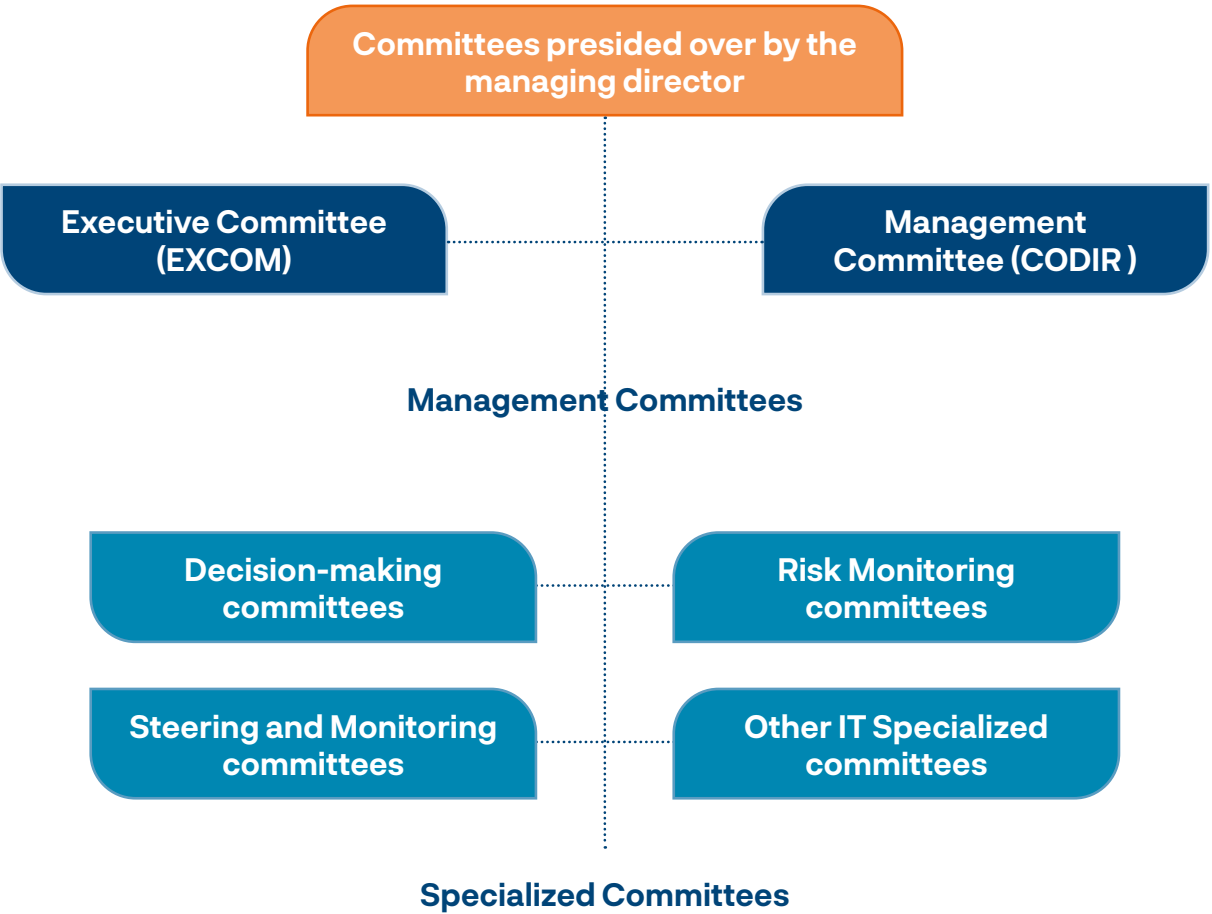 Committees presided over by the
managing director
Executive Committee
(EXCOM)
Management
Committee (CODIR )
Management Committees
Decision-making
committees
Risk Monitoring
committees
Steering and Monitoring
committees
Other IT Specialized
committees
Specialized Committees